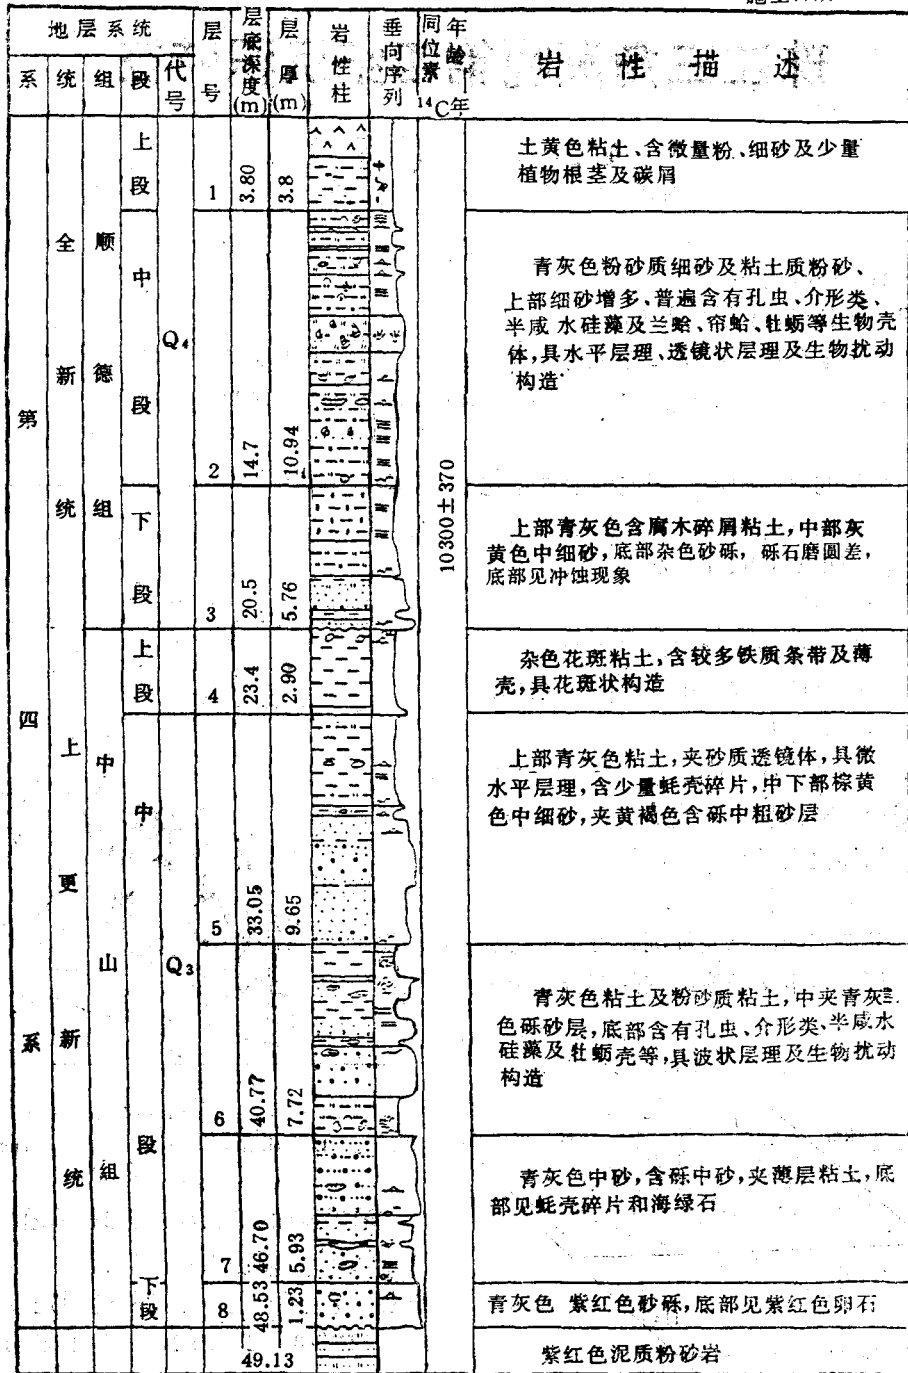 地层系统
系 统 组 段 代号
层号
层底深度(m)
层厚(m)
岩性柱
垂向序列
同位素年龄
¹⁴C年
岩性描述
第四系
全新统
顺德组
Q₄
上段
1 3.80 3.8
土黄色粘土、含微量粉、细砂及少量
植物根茎及碳屑
中段
2 14.7 10.94
青灰色粉砂质细砂及粘土质粉砂、
上部细砂增多、普遍含有孔虫、介形类、
半咸水硅藻及兰蛤、帘蛤、牡蛎等生物壳
体,具水平层理、透镜状层理及生物扰动
构造
10300±370
下段
3 20.5 5.76
上部青灰色含腐木碎屑粘土,中部灰
黄色中细砂,底部杂色砂砾,砾石磨圆差,
底部见冲蚀现象
上更新统
中山组
Q₃
上段
4 23.4 2.90
杂色花斑粘土,含较多铁质条带及薄
壳,具花斑状构造
中段
5 33.05 9.65
上部青灰色粘土,夹砂质透镜体,具微
水平层理,含少量蚝壳碎片,中下部棕黄
色中细砂,夹黄褐色含砾中粗砂层
6 40.77 7.72
青灰色粘土及粉砂质粘土,中夹青灰
色砾砂层,底部含有孔虫、介形类、半咸水
硅藻及牡蛎壳等,具波状层理及生物扰动
构造
7 46.70 5.93
青灰色中砂,含砾中砂,夹薄层粘土,底
部见蚝壳碎片和海绿石
下段
8 48.53 1.23
青灰色 紫红色砂砾,底部见紫红色卵石
49.13
紫红色泥质粉砂岩